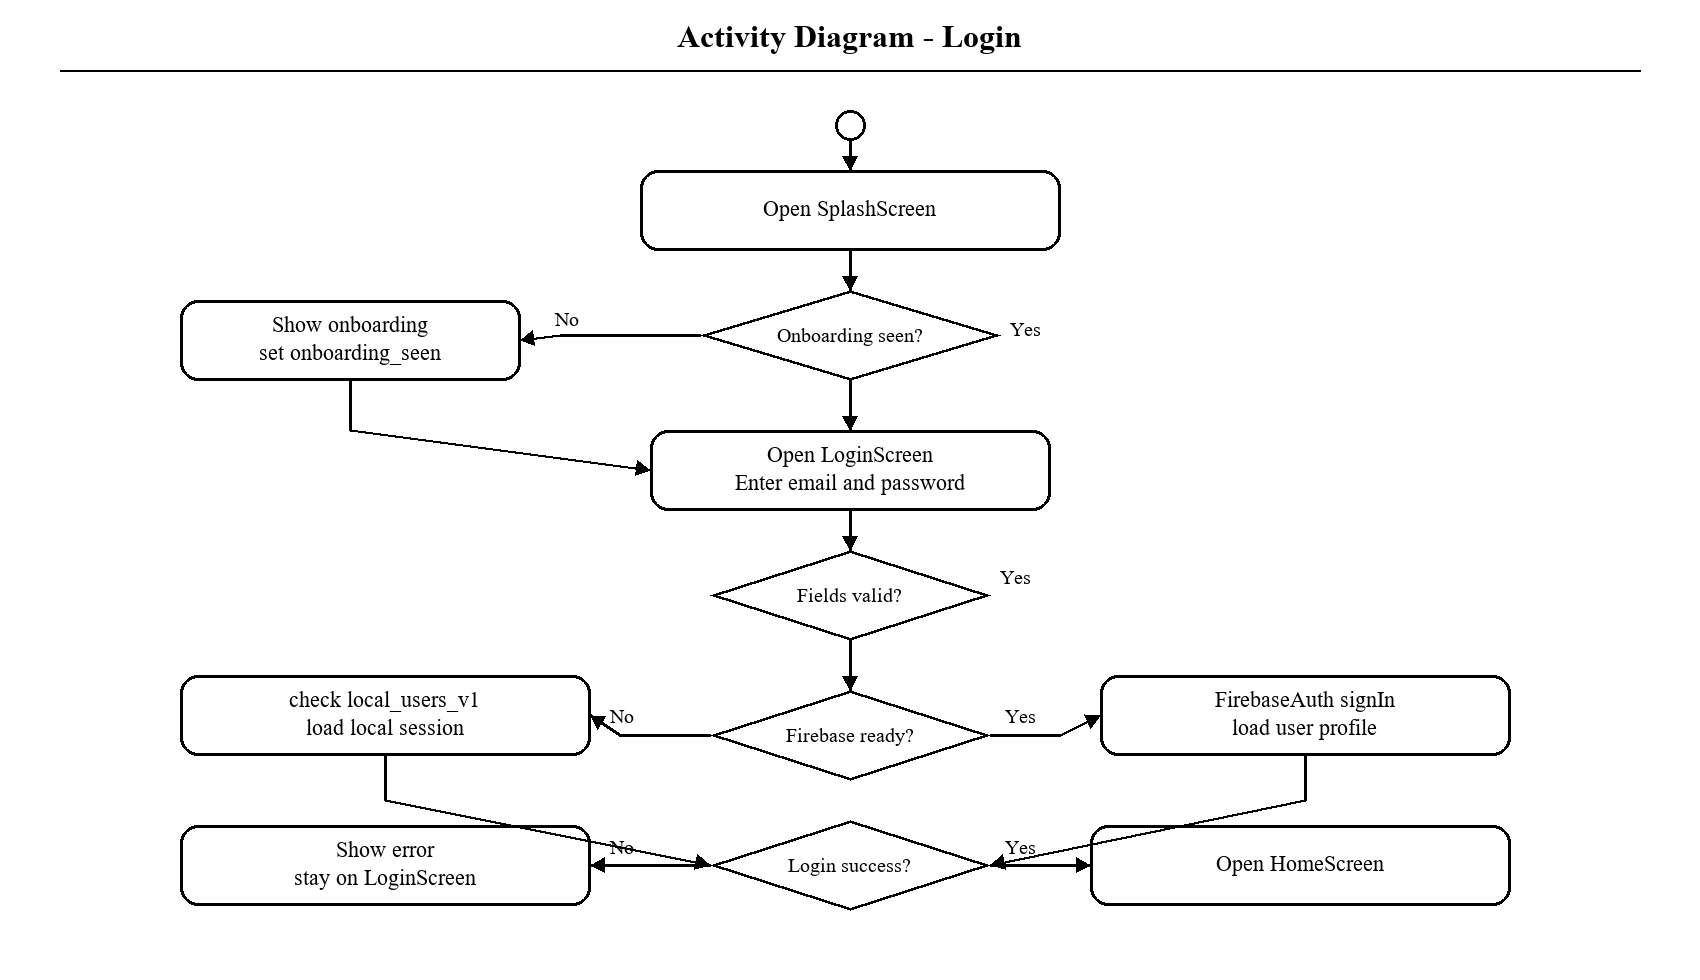 Activity Diagram - Login
Open SplashScreen
Onboarding seen?
No
Yes
Show onboarding
set onboarding_seen
Open LoginScreen
Enter email and password
Fields valid?
Yes
check local_users_v1
load local session
No
Firebase ready?
Yes
FirebaseAuth signIn
load user profile
Show error
stay on LoginScreen
No
Login success?
Yes
Open HomeScreen